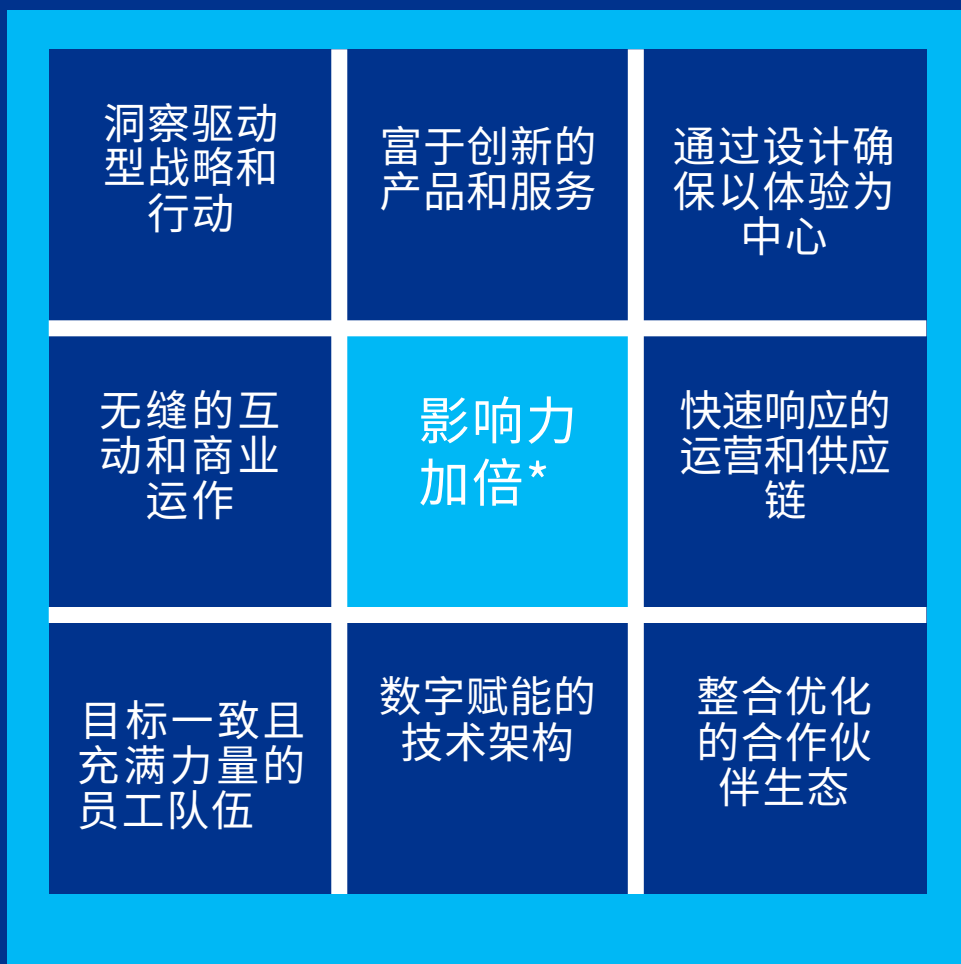 洞察驱动
型战略和
行动
富于创新的
产品和服务
通过设计确
保以体验为
中心
无缝的互
动和商业
运作
影响力
加倍*
快速响应的
运营和供应
链
目标一致且
充满力量的
员工队伍
数字赋能的
技术架构
整合优化
的合作伙
伴生态